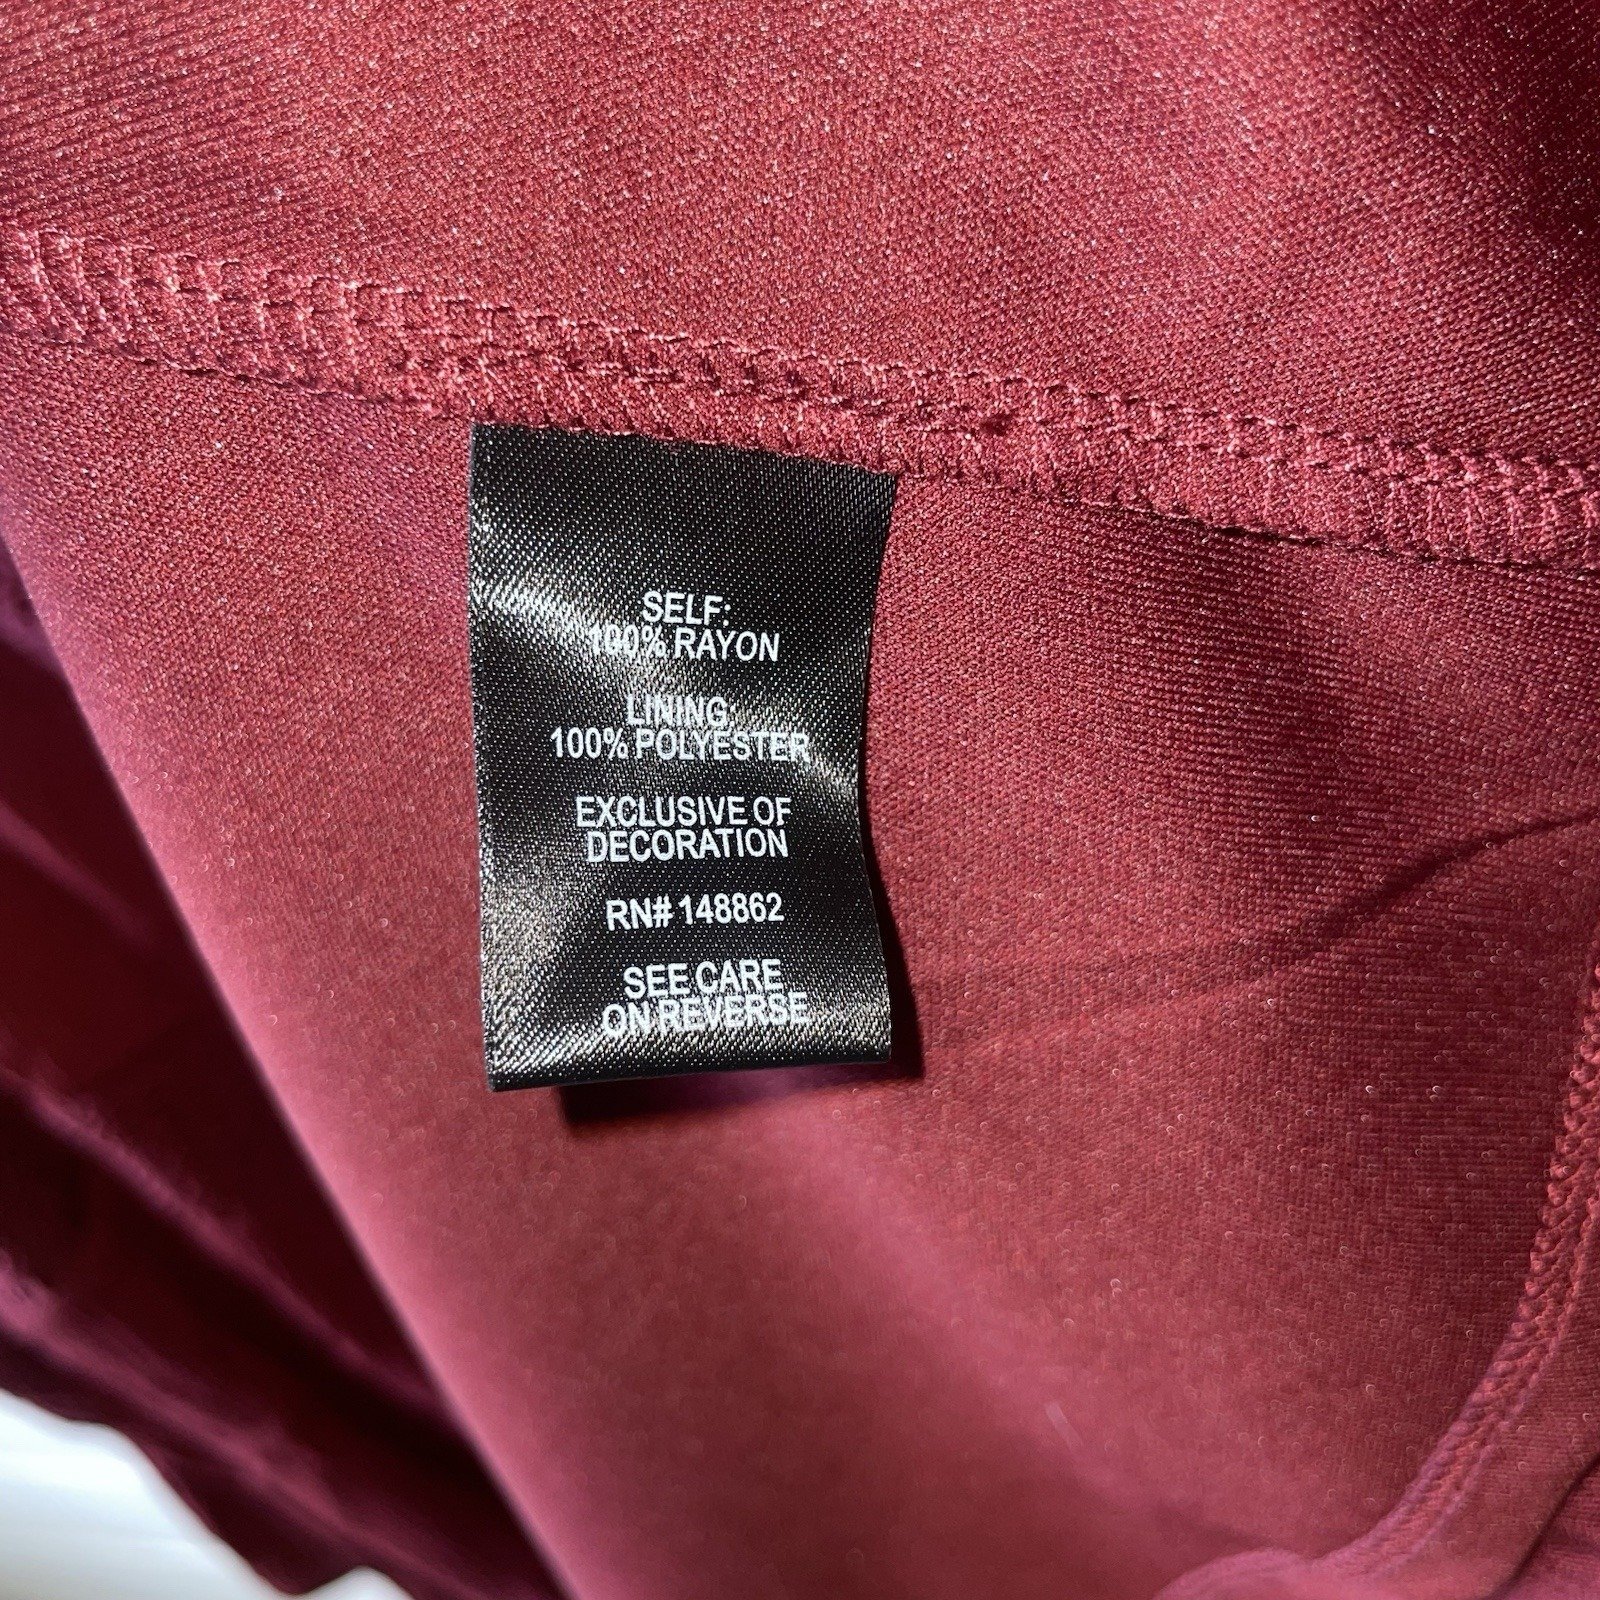 SELF:
100% RAYON
LINING
100% POLYESTER
EXCLUSIVE OF
DECORATION
RN# 148862
SEE CARE
ON REVERSE